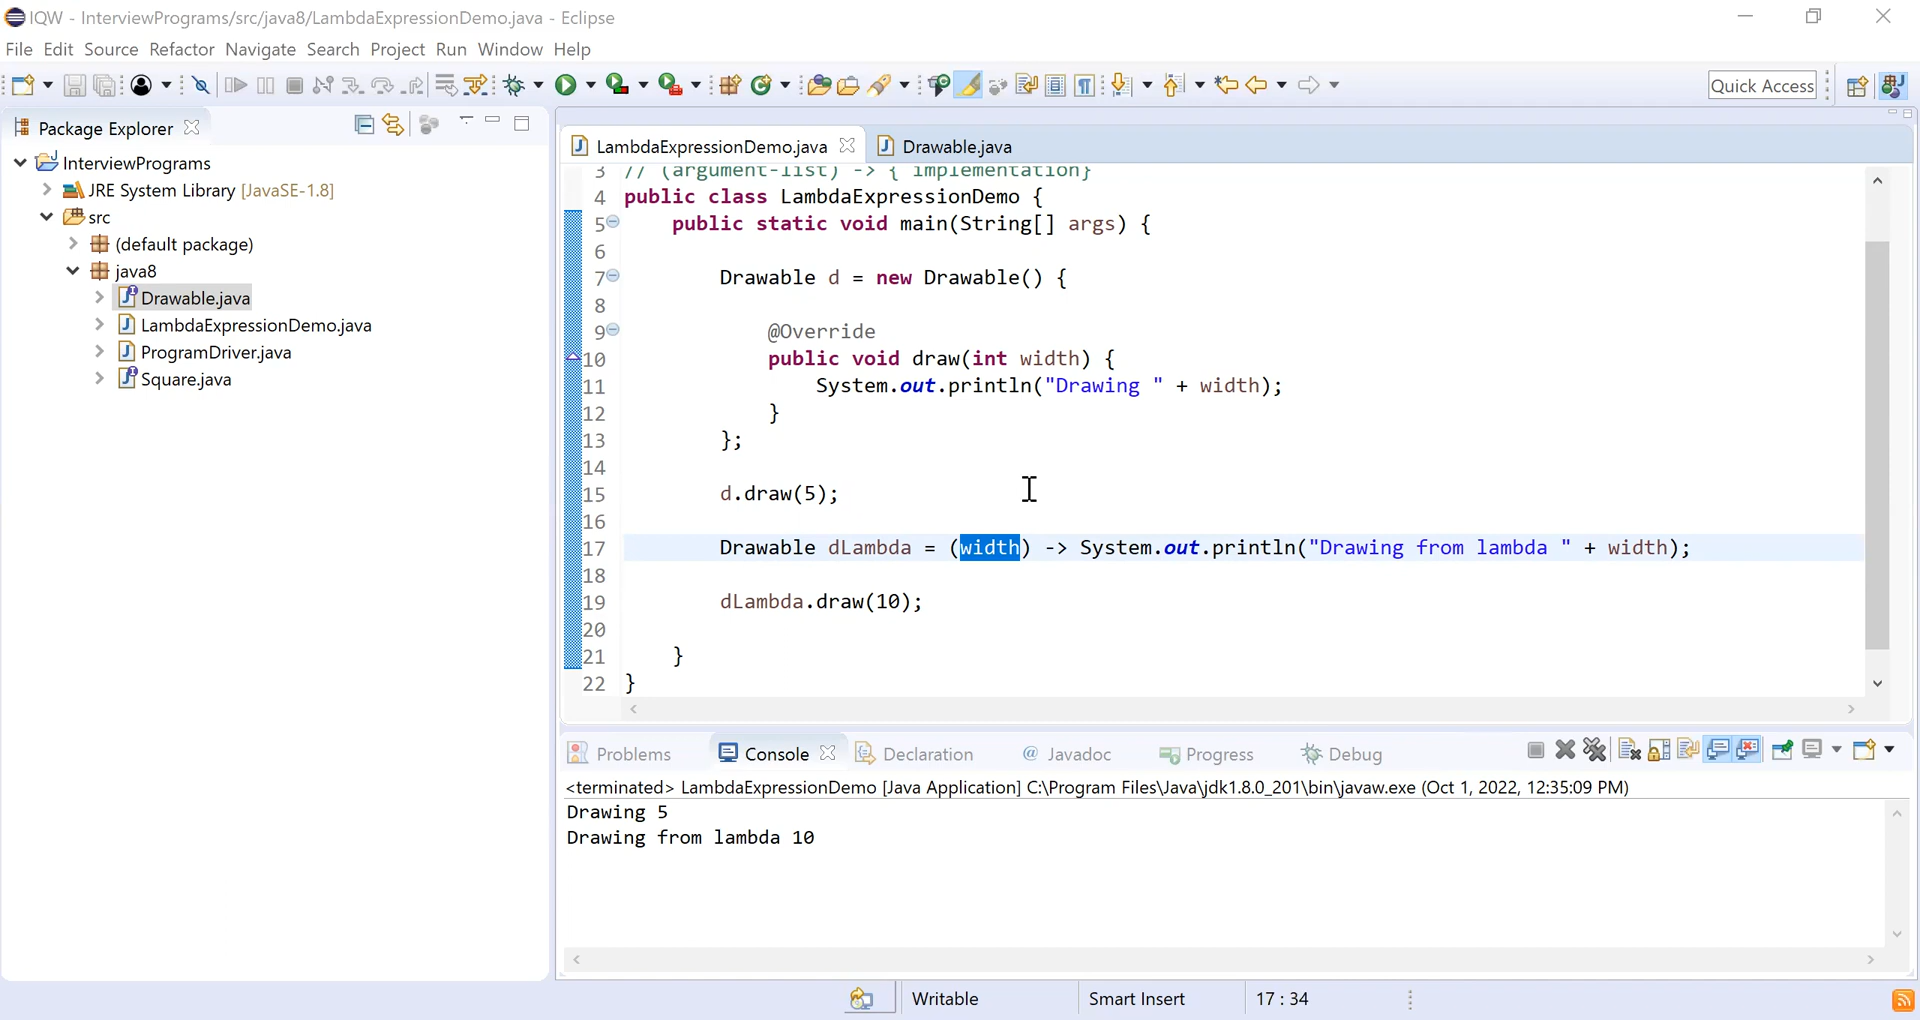 IQW - InterviewPrograms/src/java8/LambdaExpressionDemo.java - Eclipse
File Edit Source Refactor Navigate Search Project Run Window Help
Quick Access
Package Explorer
InterviewPrograms
JRE System Library [JavaSE-1.8]
src
(default package)
java8
Drawable.java
LambdaExpressionDemo.java
ProgramDriver.java
Square.java
LambdaExpressionDemo.java Drawable.java
3 // (argument-list) -> { implementation}
4 public class LambdaExpressionDemo {
5 public static void main(String[] args) {
6
7 Drawable d = new Drawable() {
8
9 @Override
10 public void draw(int width) {
11 System.out.println("Drawing " + width);
12 }
13 };
14
15 d.draw(5);
16
17 Drawable dLambda = (width) -> System.out.println("Drawing from lambda " + width);
18
19 dLambda.draw(10);
20
21 }
22 }
Problems Console Declaration @ Javadoc Progress Debug
<terminated> LambdaExpressionDemo [Java Application] C:\Program Files\Java\jdk1.8.0_201\bin\javaw.exe (Oct 1, 2022, 12:35:09 PM)
Drawing 5
Drawing from lambda 10
Writable Smart Insert 17 : 34